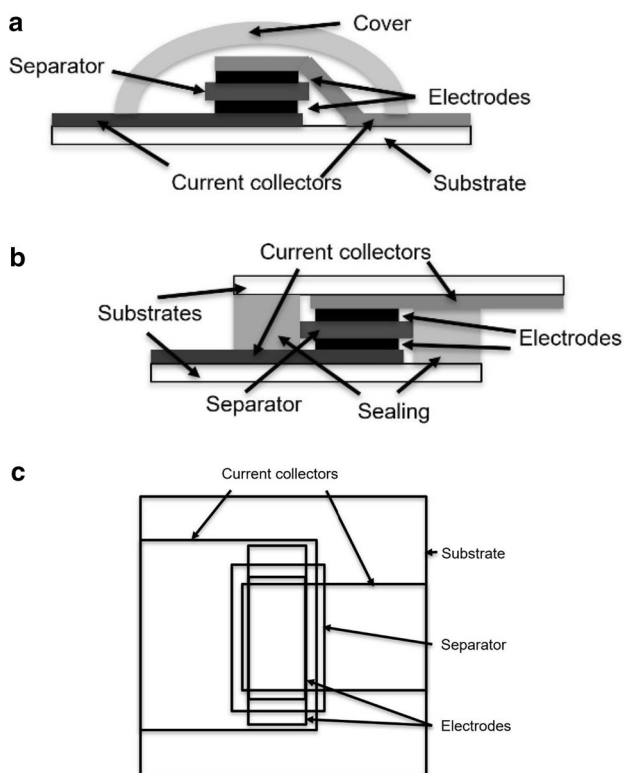 a
Cover
Separator
Electrodes
Current collectors
Substrate
b
Current collectors
Substrates
Electrodes
Separator
Sealing
c
Current collectors
Substrate
Separator
Electrodes